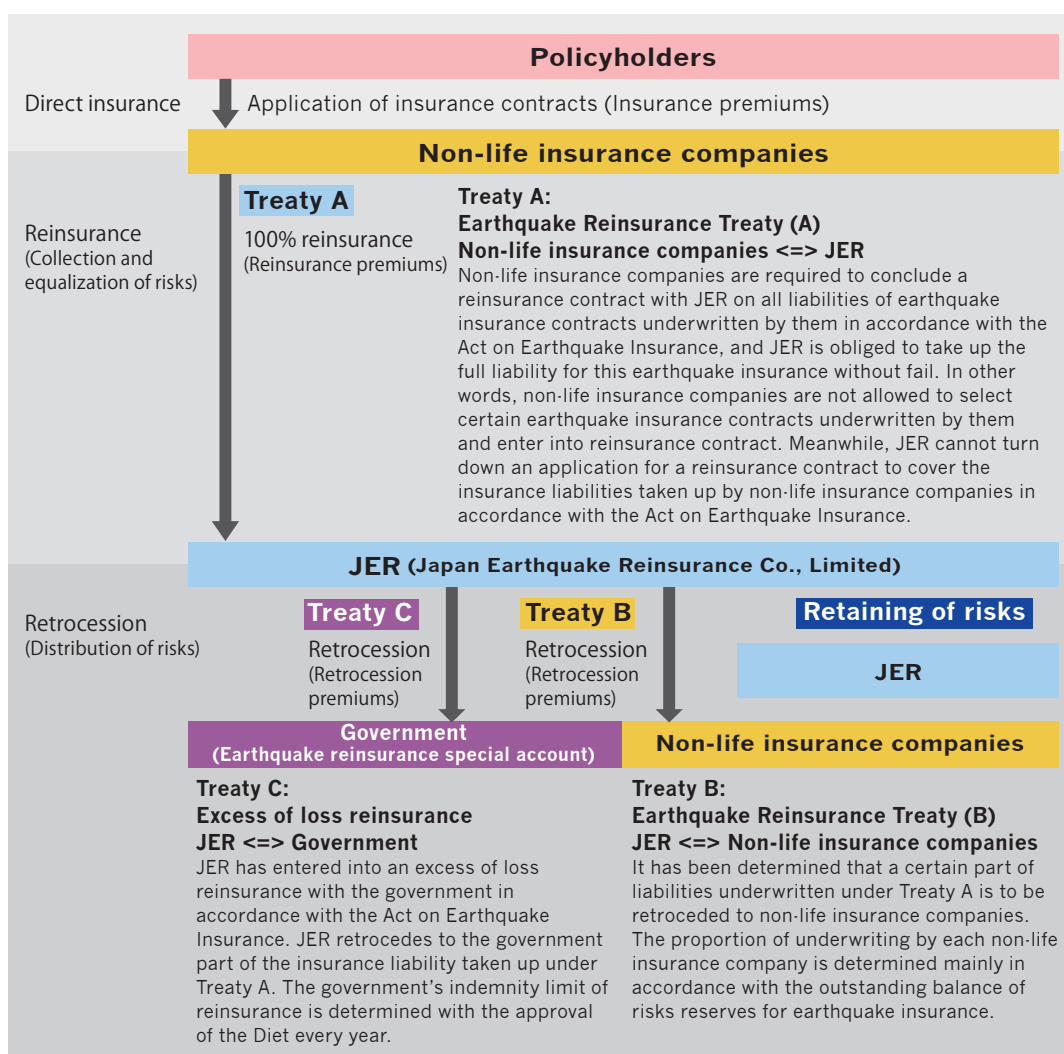 Policyholders
Direct insurance
Application of insurance contracts (Insurance premiums)
Non-life insurance companies
Reinsurance
(Collection and
equalization of risks)
Treaty A
100% reinsurance
(Reinsurance premiums)
Treaty A:
Earthquake Reinsurance Treaty (A)
Non-life insurance companies <=> JER
Non-life insurance companies are required to conclude a
reinsurance contract with JER on all liabilities of earthquake
insurance contracts underwritten by them in accordance with the
Act on Earthquake Insurance, and JER is obliged to take up the
full liability for this earthquake insurance without fail. In other
words, non-life insurance companies are not allowed to select
certain earthquake insurance contracts underwritten by them
and enter into reinsurance contract. Meanwhile, JER cannot turn
down an application for a reinsurance contract to cover the
insurance liabilities taken up by non-life insurance companies in
accordance with the Act on Earthquake Insurance.
JER (Japan Earthquake Reinsurance Co., Limited)
Retrocession
(Distribution of risks)
Treaty C
Retrocession
(Retrocession
premiums)
Treaty B
Retrocession
(Retrocession
premiums)
Retaining of risks
JER
Government
(Earthquake reinsurance special account)
Non-life insurance companies
Treaty C:
Excess of loss reinsurance
JER <=> Government
JER has entered into an excess of loss
reinsurance with the government in
accordance with the Act on Earthquake
Insurance. JER retrocedes to the government
part of the insurance liability taken up under
Treaty A. The government's indemnity limit of
reinsurance is determined with the approval
of the Diet every year.
Treaty B:
Earthquake Reinsurance Treaty (B)
JER <=> Non-life insurance companies
It has been determined that a certain part of
liabilities underwritten under Treaty A is to be
retroceded to non-life insurance companies.
The proportion of underwriting by each non-life
insurance company is determined mainly in
accordance with the outstanding balance of
risks reserves for earthquake insurance.